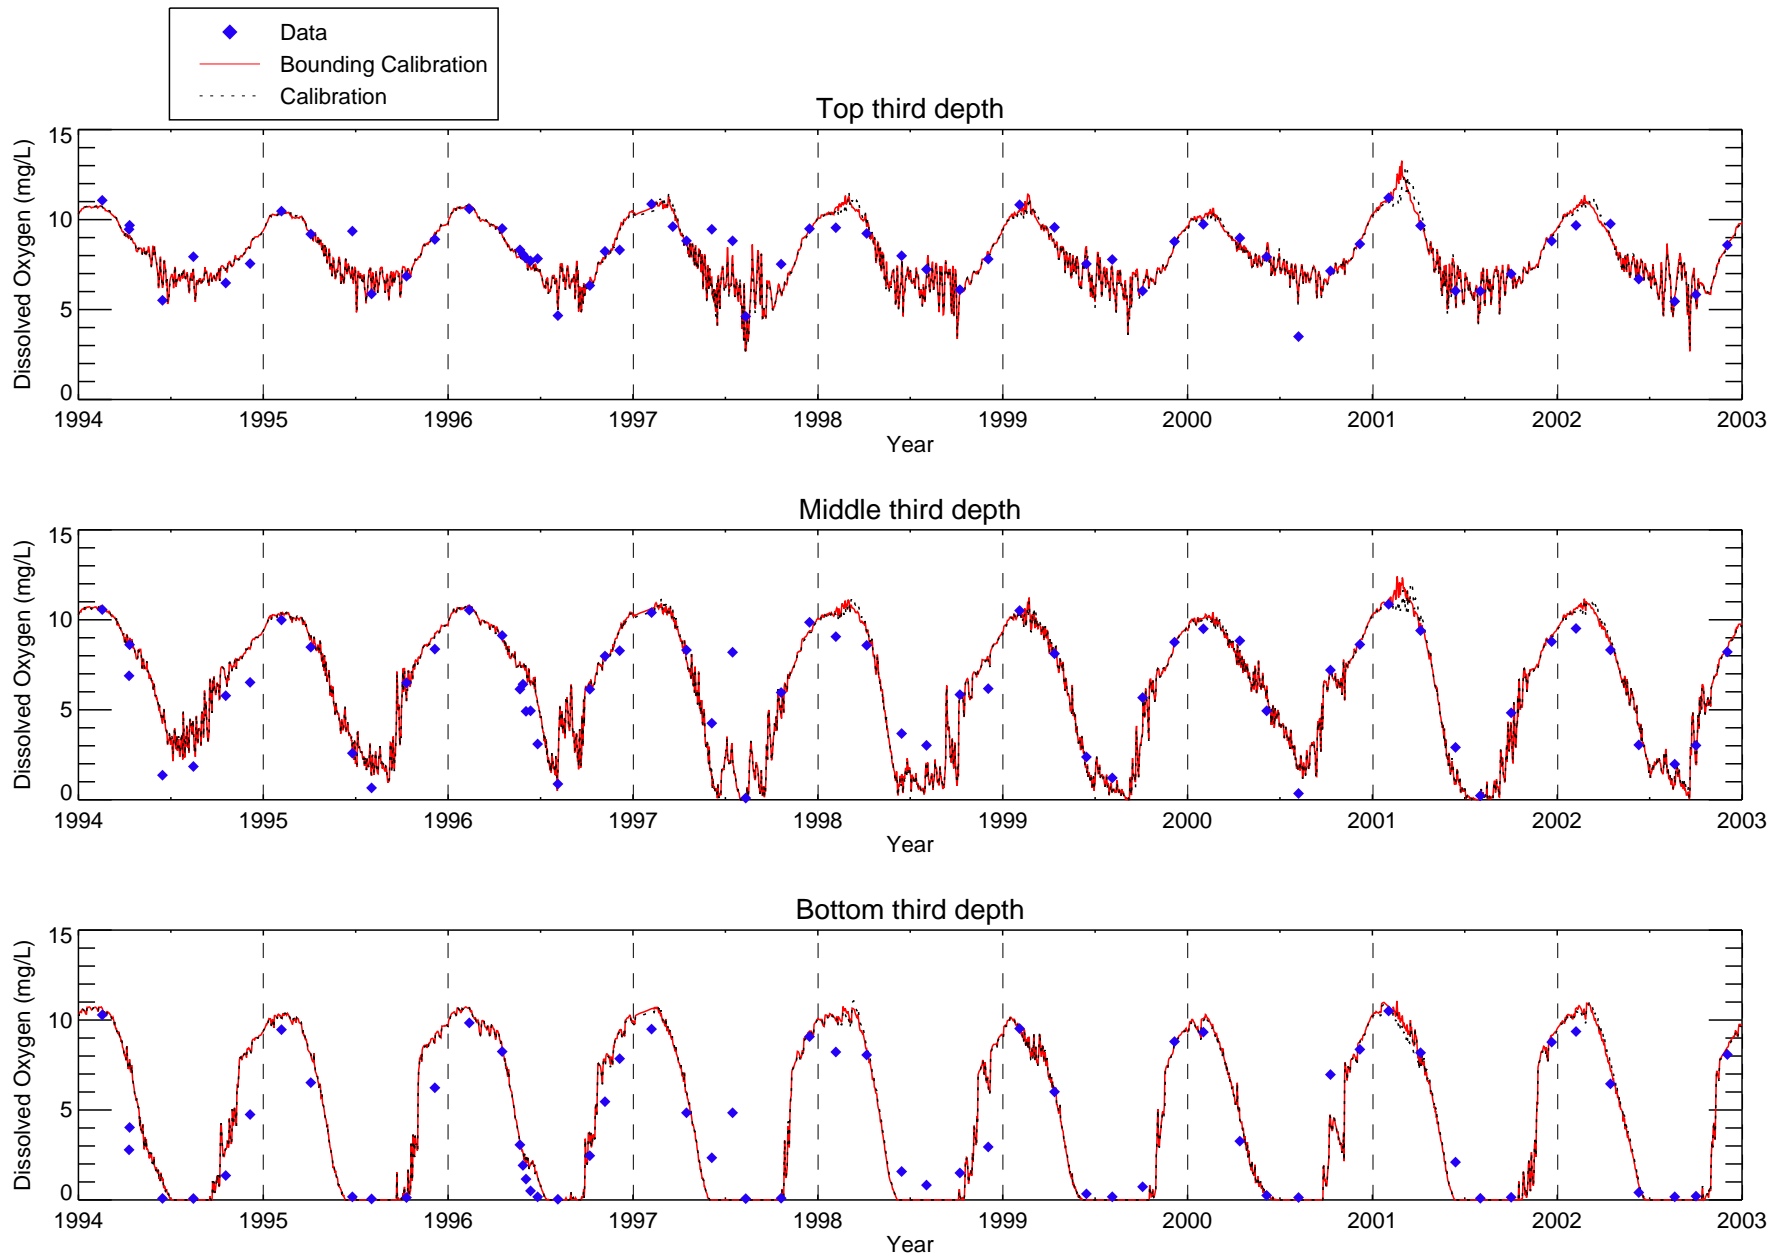 Data
Bounding Calibration
Calibration
Top third depth
Dissolved Oxygen (mg/L)
15
10
5
0
1994 1995 1996 1997 1998 1999 2000 2001 2002 2003
Year
Middle third depth
Dissolved Oxygen (mg/L)
15
10
5
0
1994 1995 1996 1997 1998 1999 2000 2001 2002 2003
Year
Bottom third depth
Dissolved Oxygen (mg/L)
15
10
5
0
1994 1995 1996 1997 1998 1999 2000 2001 2002 2003
Year